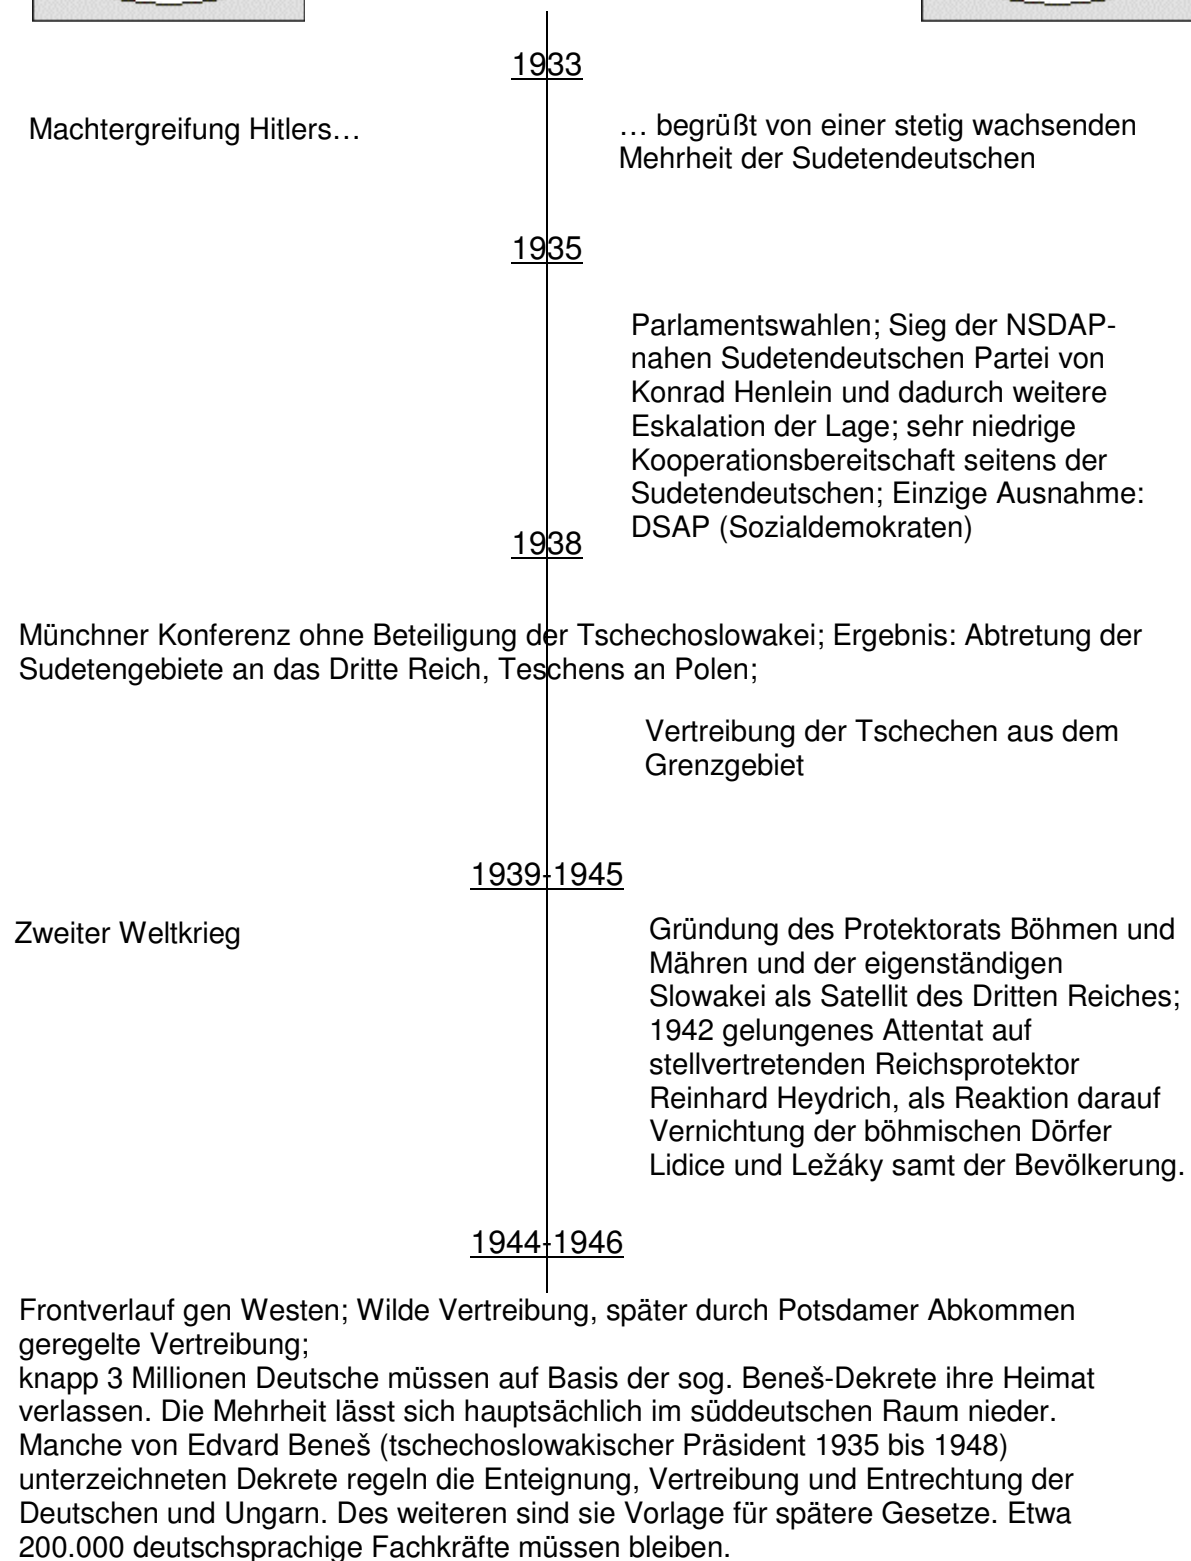 1933
Machtergreifung Hitlers…
… begrüßt von einer stetig wachsenden
Mehrheit der Sudetendeutschen
1935
Parlamentswahlen; Sieg der NSDAP-
nahen Sudetendeutschen Partei von
Konrad Henlein und dadurch weitere
Eskalation der Lage; sehr niedrige
Kooperationsbereitschaft seitens der
Sudetendeutschen; Einzige Ausnahme:
DSAP (Sozialdemokraten)
1938
Münchner Konferenz ohne Beteiligung der Tschechoslowakei; Ergebnis: Abtretung der
Sudetengebiete an das Dritte Reich, Teschens an Polen;
Vertreibung der Tschechen aus dem
Grenzgebiet
1939-1945
Zweiter Weltkrieg
Gründung des Protektorats Böhmen und
Mähren und der eigenständigen
Slowakei als Satellit des Dritten Reiches;
1942 gelungenes Attentat auf
stellvertretenden Reichsprotektor
Reinhard Heydrich, als Reaktion darauf
Vernichtung der böhmischen Dörfer
Lidice und Ležáky samt der Bevölkerung.
1944-1946
Frontverlauf gen Westen; Wilde Vertreibung, später durch Potsdamer Abkommen
geregelte Vertreibung;
knapp 3 Millionen Deutsche müssen auf Basis der sog. Beneš-Dekrete ihre Heimat
verlassen. Die Mehrheit lässt sich hauptsächlich im süddeutschen Raum nieder.
Manche von Edvard Beneš (tschechoslowakischer Präsident 1935 bis 1948)
unterzeichneten Dekrete regeln die Enteignung, Vertreibung und Entrechtung der
Deutschen und Ungarn. Des weiteren sind sie Vorlage für spätere Gesetze. Etwa
200.000 deutschsprachige Fachkräfte müssen bleiben.